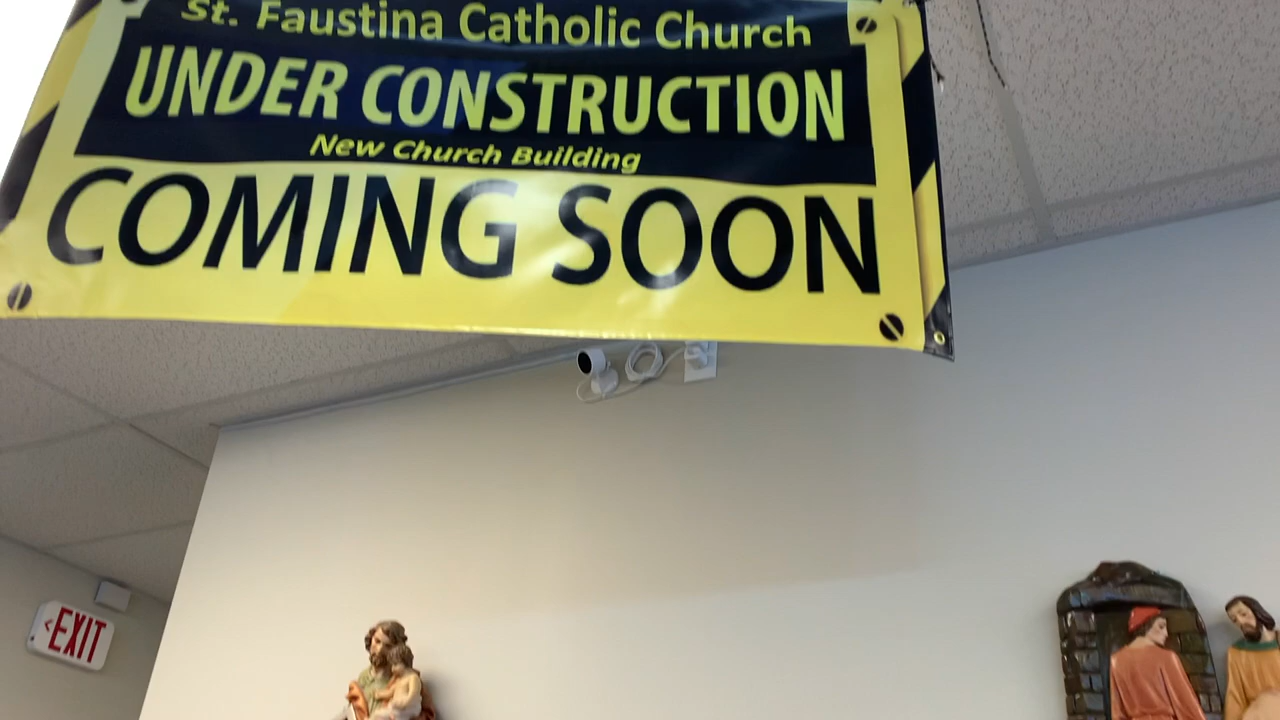 St. Faustina Catholic Church
UNDER CONSTRUCTION
New Church Building
COMING SOON
<EXIT